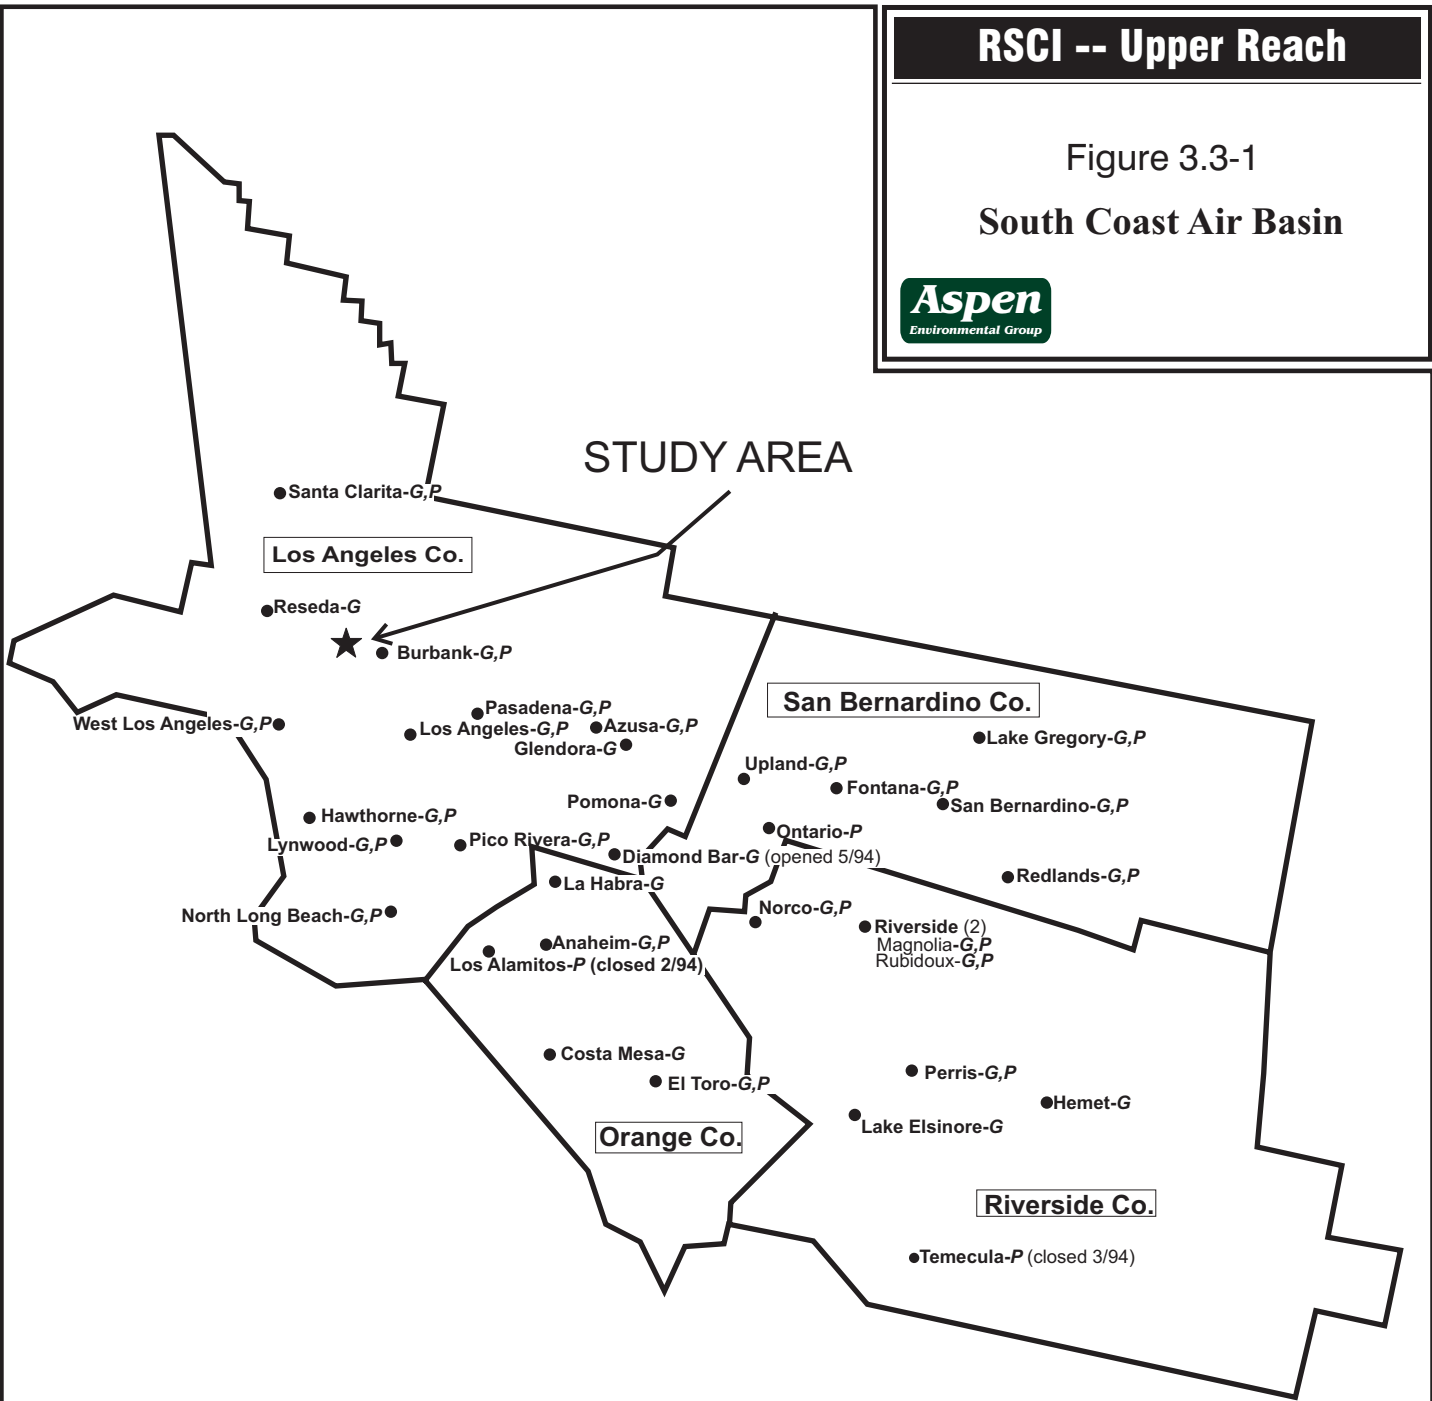 RSCI -- Upper Reach
Figure 3.3-1
South Coast Air Basin
Aspen
Environmental Group
STUDY AREA
Santa Clarita-G,P
Los Angeles Co.
Reseda-G
Burbank-G,P
San Bernardino Co.
Pasadena-G,P
West Los Angeles-G,P
Los Angeles-G,P
Azusa-G,P
Glendora-G
Lake Gregory-G,P
Upland-G,P
Fontana-G,P
Pomona-G
San Bernardino-G,P
Hawthorne-G,P
Ontario-P
Lynwood-G,P
Pico Rivera-G,P
Diamond Bar-G (opened 5/94)
La Habra-G
Redlands-G,P
North Long Beach-G,P
Norco-G,P
Riverside (2)
Magnolia-G,P
Rubidoux-G,P
Anaheim-G,P
Los Alamitos-P (closed 2/94)
Costa Mesa-G
El Toro-G,P
Perris-G,P
Hemet-G
Lake Elsinore-G
Orange Co.
Riverside Co.
Temecula-P (closed 3/94)